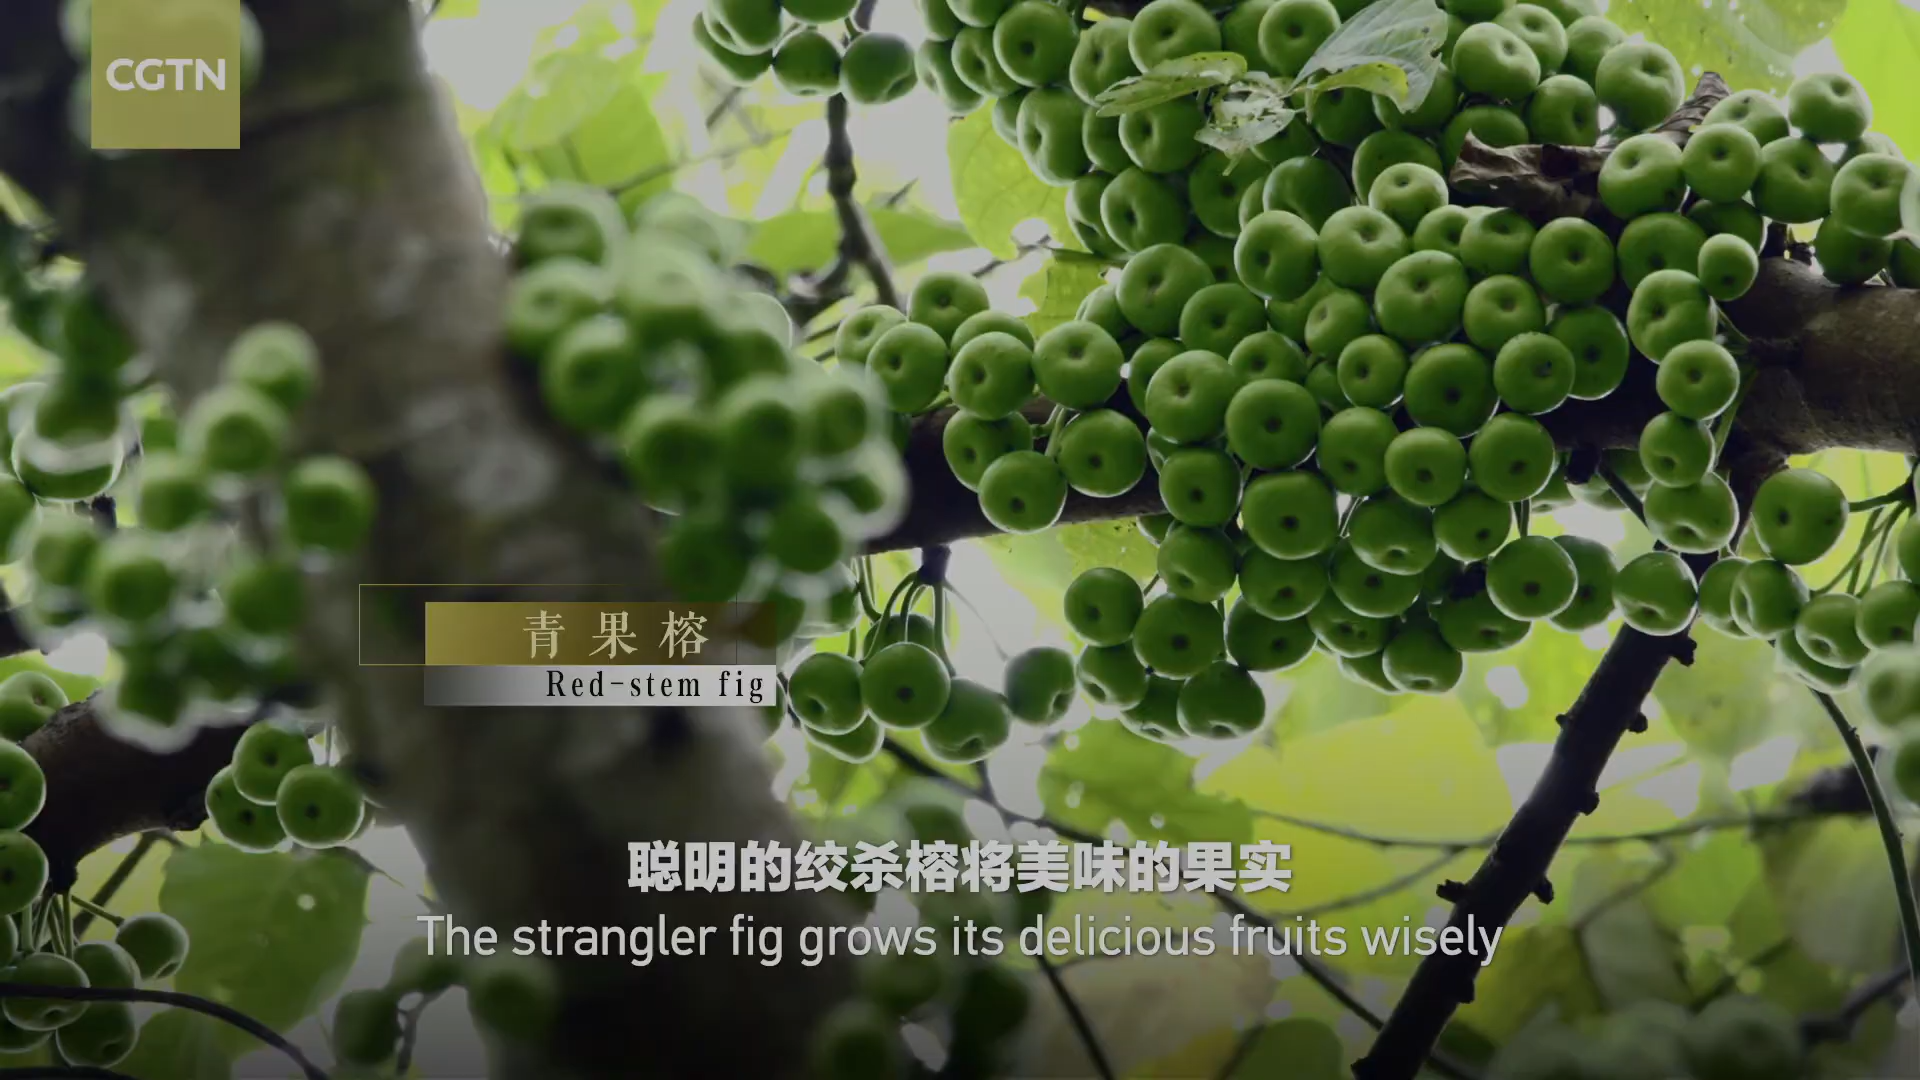 CGTN
青果榕
Red-stem fig
聪明的绞杀榕将美味的果实
The strangler fig grows its delicious fruits wisely